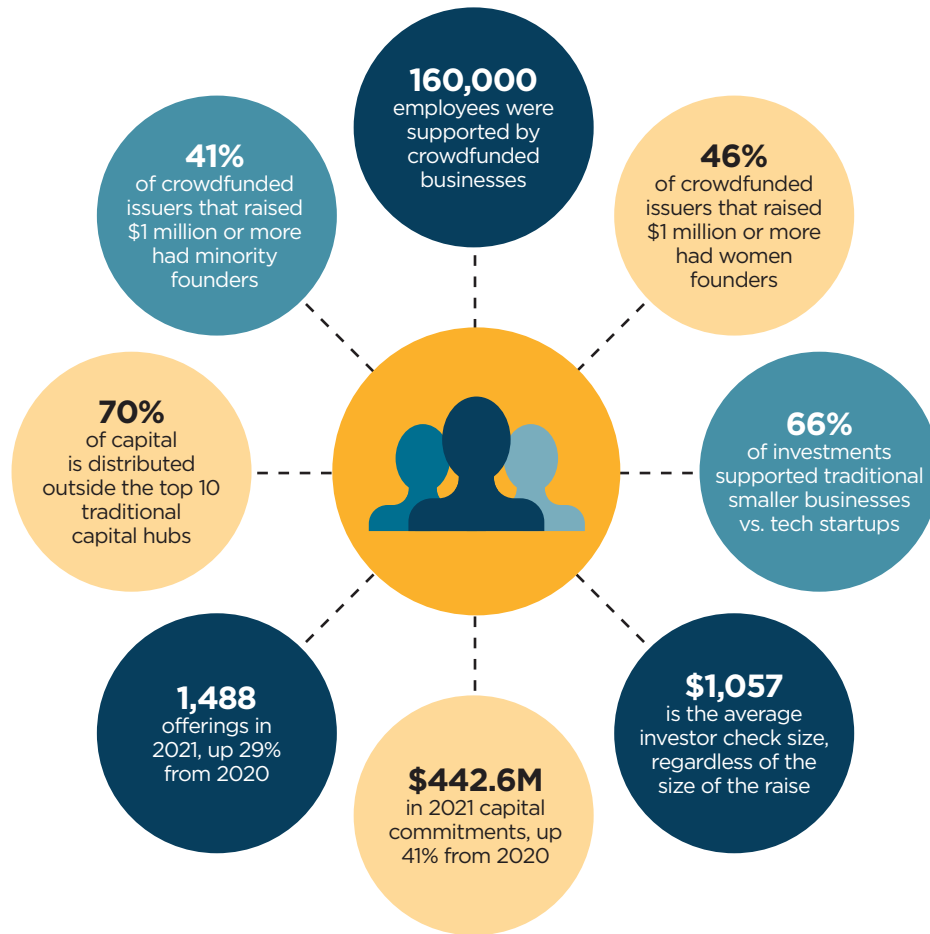 160,000
employees were
supported by
crowdfunded
businesses
46%
of crowdfunded
issuers that raised
$1 million or more
had women
founders
66%
of investments
supported traditional
smaller businesses
vs. tech startups
$1,057
is the average
investor check size,
regardless of the
size of the raise
$442.6M
in 2021 capital
commitments, up
41% from 2020
1,488
offerings in
2021, up 29%
from 2020
70%
of capital
is distributed
outside the top 10
traditional
capital hubs
41%
of crowdfunded
issuers that raised
$1 million or more
had minority
founders